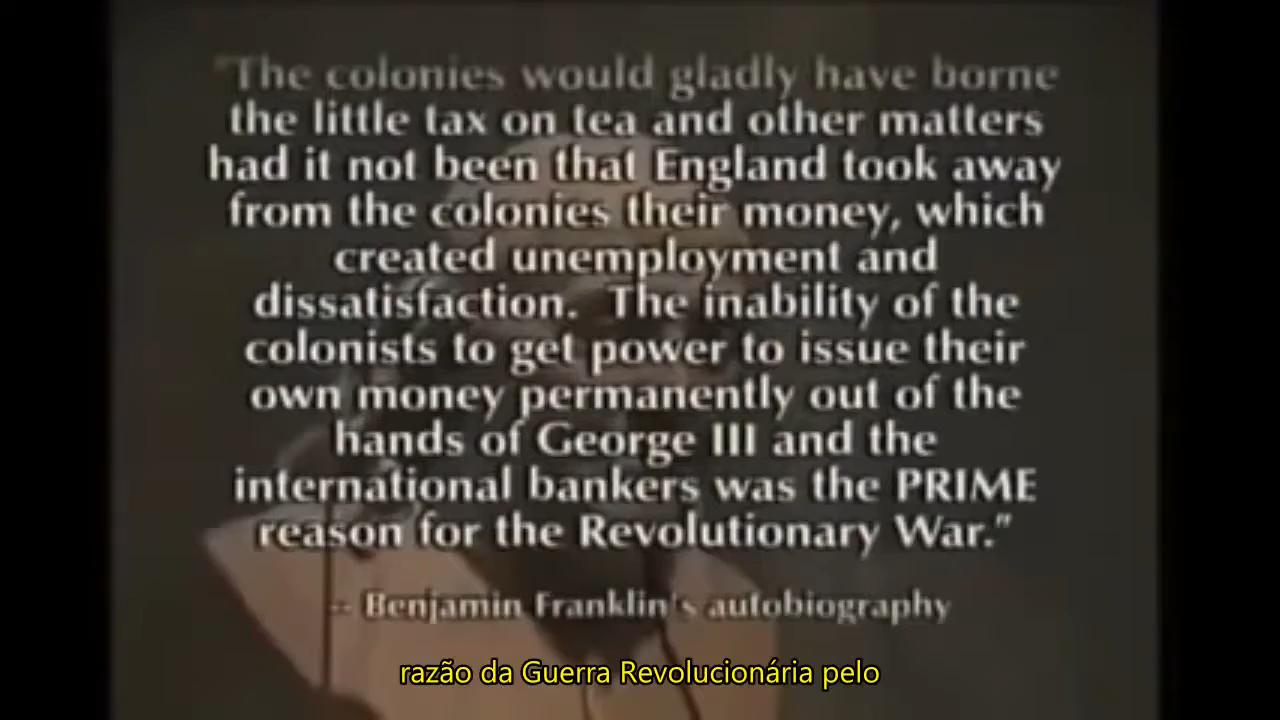 "The colonies would gladly have borne
the little tax on tea and other matters
had it not been that England took away
from the colonies their money, which
created unemployment and
dissatisfaction.  The inability of the
colonists to get power to issue their
own money permanently out of the
hands of George III and the
international bankers was the PRIME
reason for the Revolutionary War."
-- Benjamin Franklin's autobiography
razão da Guerra Revolucionária pelo